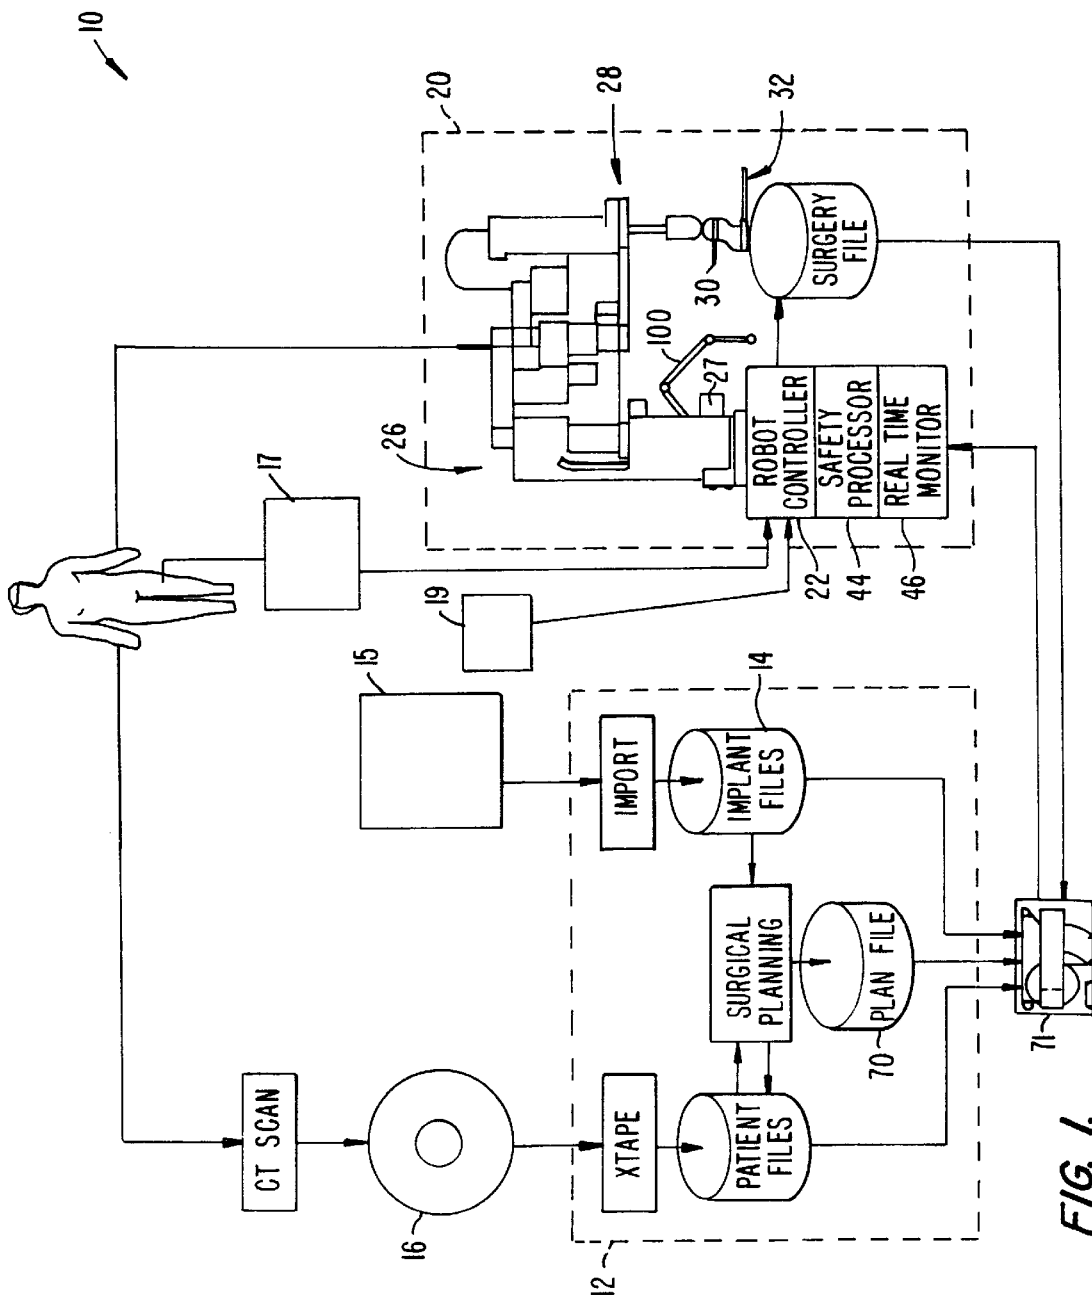 10
17
CT SCAN
16
15
19
26
20
28
12
XTAPE
IMPORT
14
PATIENT
FILES
IMPLANT
FILES
SURGICAL
PLANNING
70
PLAN FILE
100
27
30
32
ROBOT
CONTROLLER
SAFETY
PROCESSOR
REAL TIME
MONITOR
22
44
46
SURGERY
FILE
71
FIG. 1.